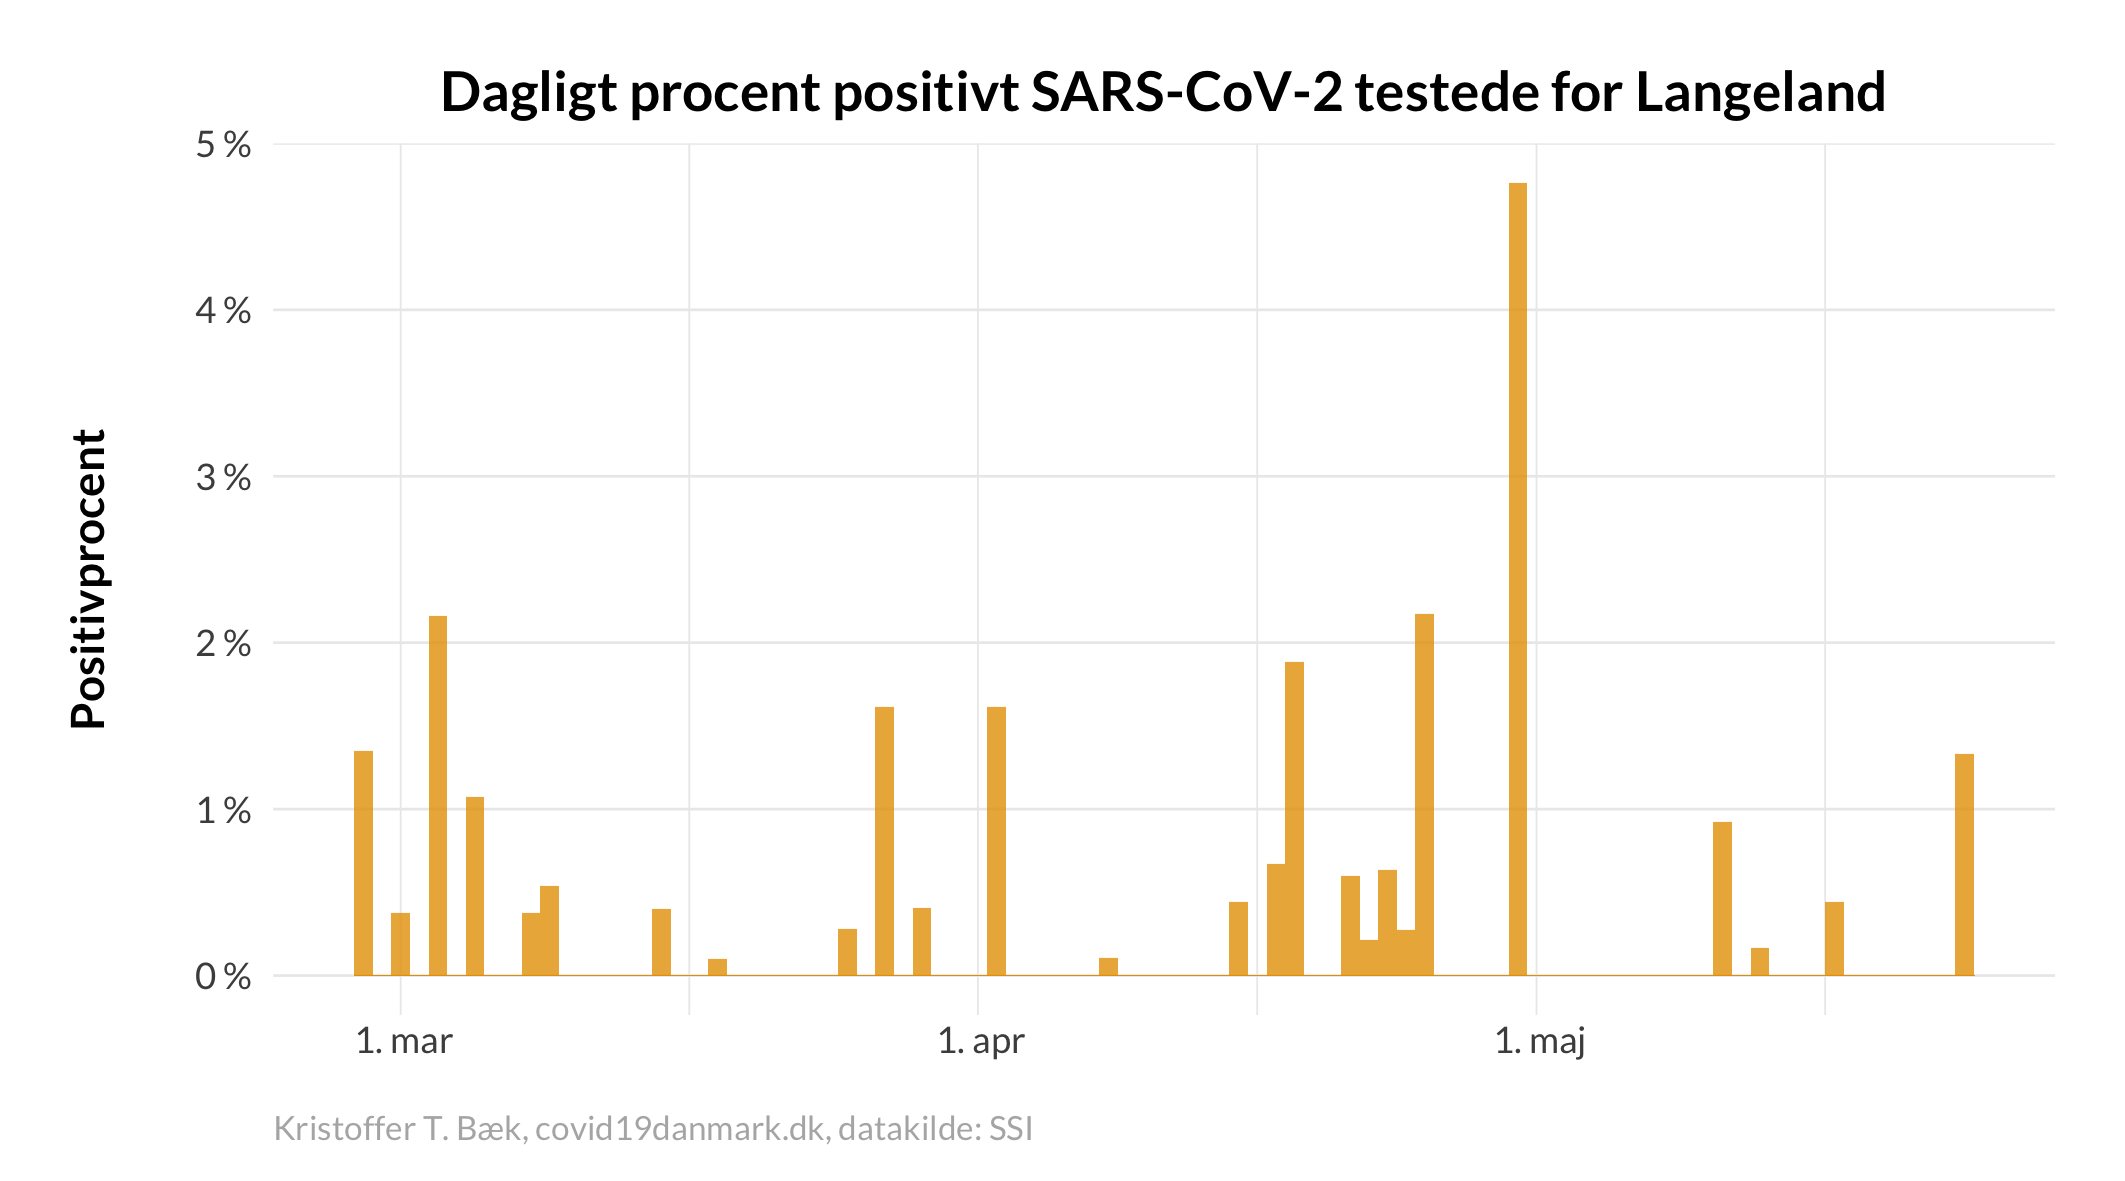 Dagligt procent positivt SARS-CoV-2 testede for Langeland
Positivprocent
5 %
4 %
3 %
2 %
1 %
0 %
1. mar
1. apr
1. maj
Kristoffer T. Bæk, covid19danmark.dk, datakilde: SSI